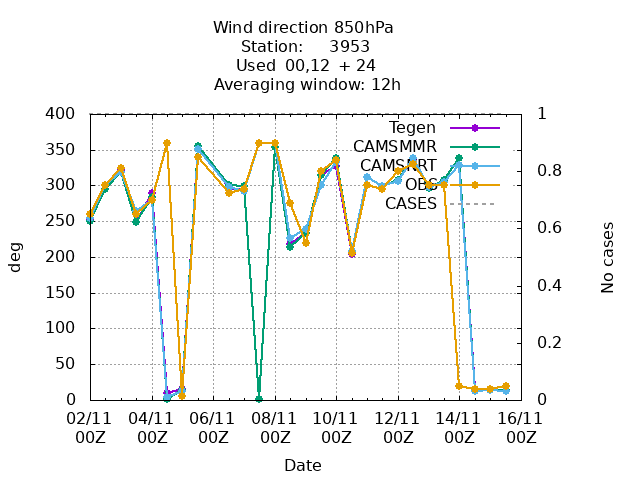 Wind direction 850hPa
Station: 3953
Used 00,12 + 24
Averaging window: 12h
400 1
350
300 0.8
250
200 0.6
150
100 0.4
50 0.2
0 0
deg
No cases
Tegen
CAMSMMR
CAMSNRT
OBS
CASES
02/11 04/11 06/11 08/11 10/11 12/11 14/11 16/11
00Z 00Z 00Z 00Z 00Z 00Z 00Z 00Z
Date